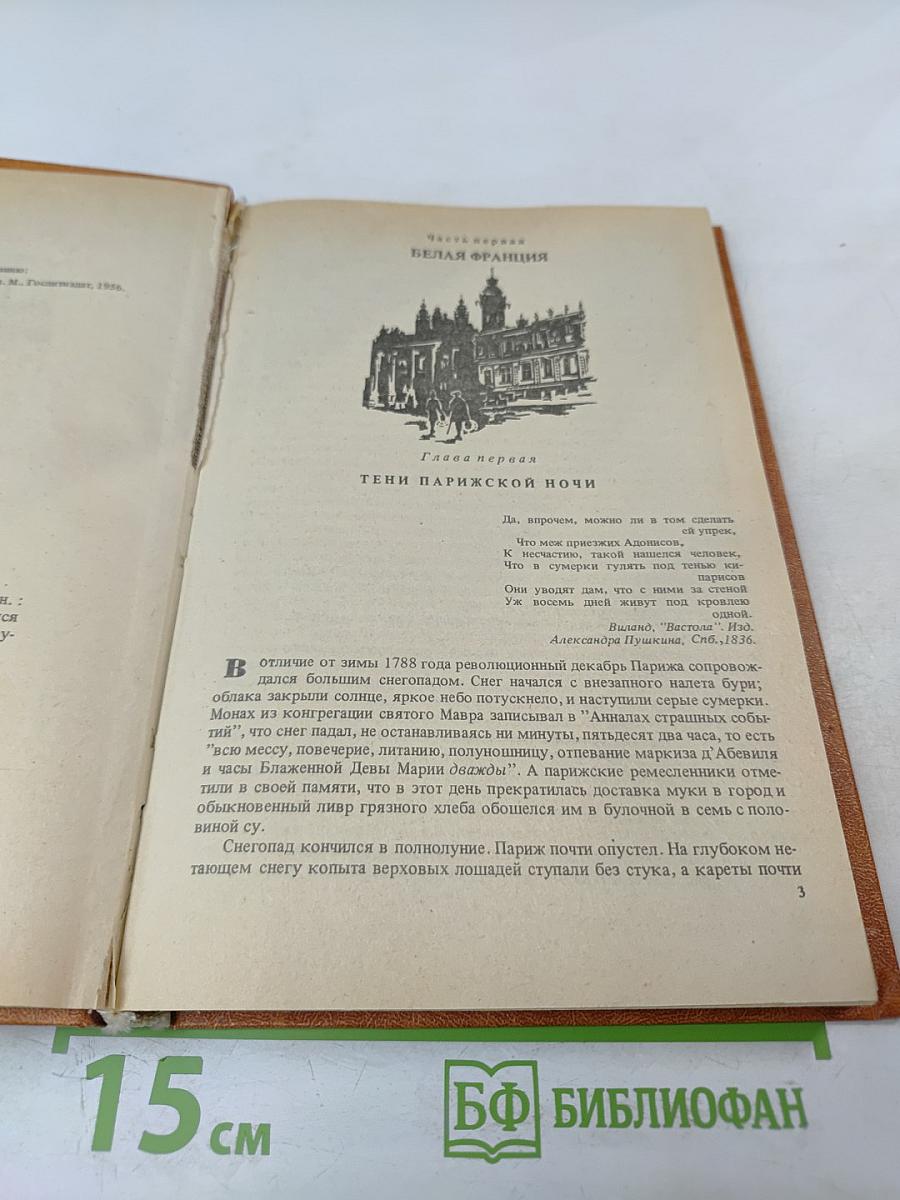 анию:
. М., Гослитиздат, 1956.
н. :
тся
у-
Часть первая
БЕЛАЯ ФРАНЦИЯ
Глава первая
ТЕНИ ПАРИЖСКОЙ НОЧИ
Да, впрочем, можно ли в том сделать
ей упрек,
Что меж приезжих Адонисов,
К несчастию, такой нашелся человек,
Что в сумерки гулять под тенью ки-
парисов
Они уводят дам, что с ними за стеной
Уж восемь дней живут под кровлею
одной.
Виланд, "Вастола". Изд.
Александра Пушкина, Спб.,1836.
В отличие от зимы 1788 года революционный декабрь Парижа сопровож-
дался большим снегопадом. Снег начался с внезапного налета бури;
облака закрыли солнце, яркое небо потускнело, и наступили серые сумерки.
Монах из конгрегации святого Мавра записывал в "Анналах страшных собы-
тий", что снег падал, не останавливаясь ни минуты, пятьдесят два часа, то есть
"всю мессу, повечерие, литанию, полуношницу, отпевание маркиза д'Абевиля
и часы Блаженной Девы Марии дважды". А парижские ремесленники отме-
тили в своей памяти, что в этот день прекратилась доставка муки в город и
обыкновенный ливр грязного хлеба обошелся им в булочной в семь с поло-
виной су.
Снегопад кончился в полнолуние. Париж почти опустел. На глубоком не-
тающем снегу копыта верховых лошадей ступали без стука, а кареты почти
3
15 см
БФ БИБЛИОФАН